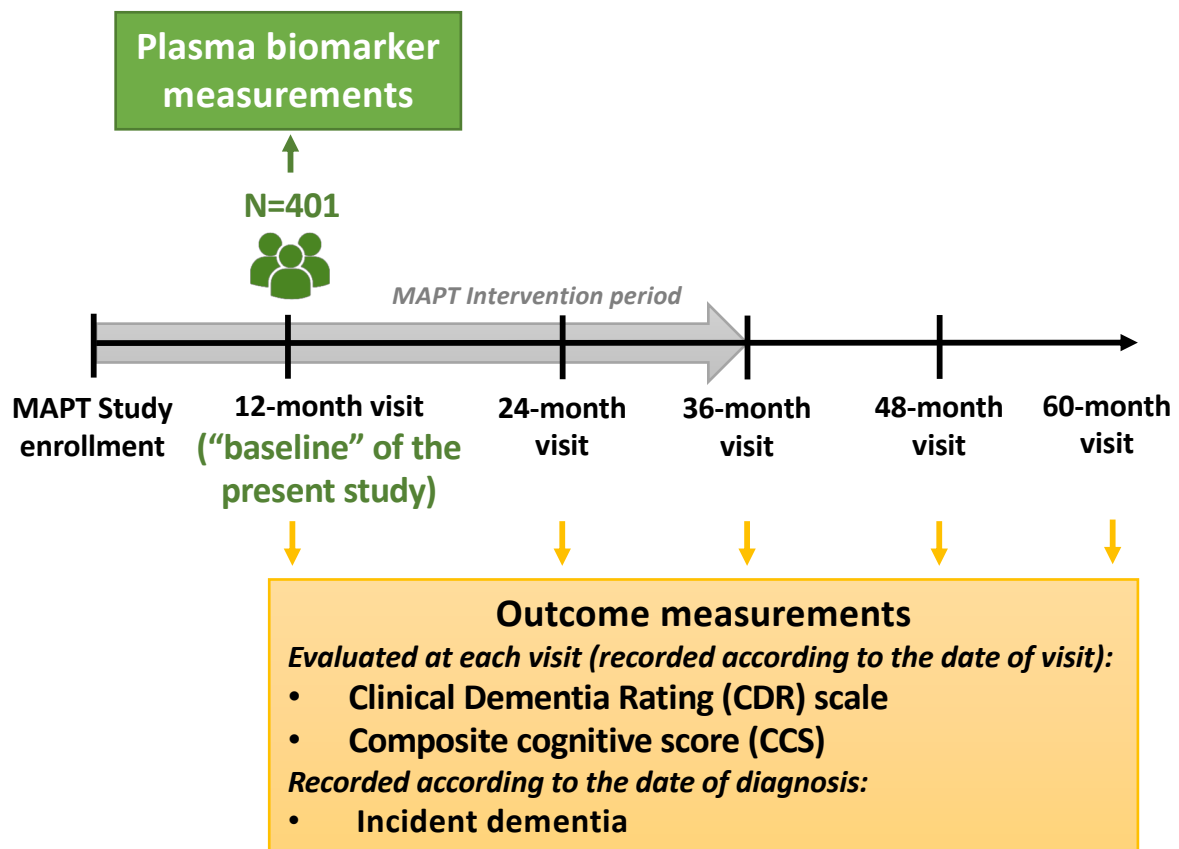 Plasma biomarker
measurements
N=401
MAPT Intervention period
MAPT Study
enrollment
12-month visit
(“baseline” of the
present study)
24-month
visit
36-month
visit
48-month
visit
60-month
visit
Outcome measurements
Evaluated at each visit (recorded according to the date of visit):
• Clinical Dementia Rating (CDR) scale
• Composite cognitive score (CCS)
Recorded according to the date of diagnosis:
• Incident dementia